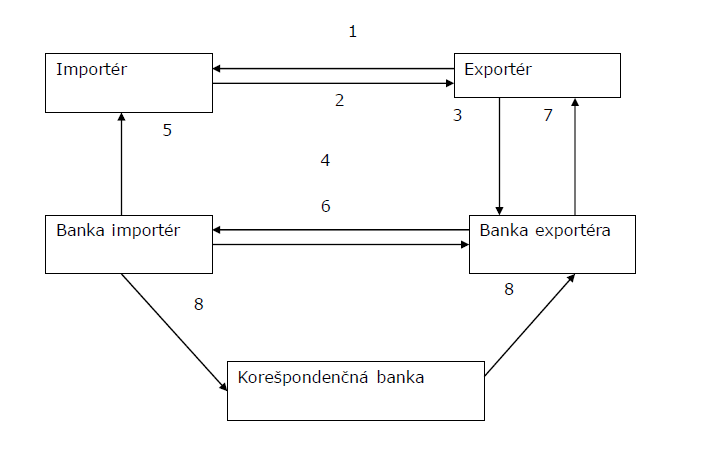 1
Importér
Exportér
2
3
7
5
4
6
Banka importér
Banka exportéra
8
8
Korešpondenčná banka